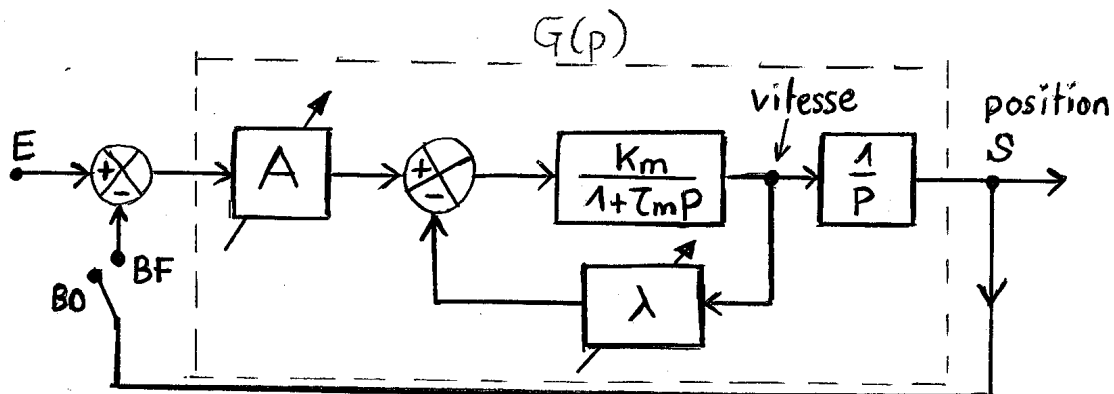 G(p)
vitesse
position
E
+
-
A
+
-
Km
1+τmp
1
p
S
BF
BO
λ